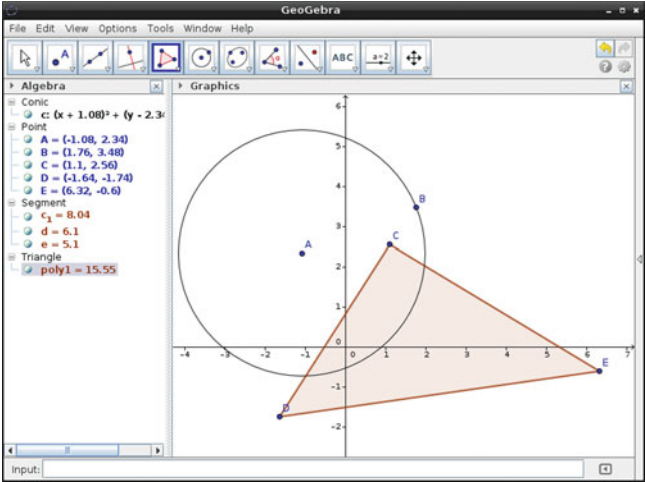 GeoGebra
File Edit View Options Tools Window Help
A ABC a=2
Algebra
Graphics
Conic
c: (x + 1.08)² + (y - 2.34
Point
A = (-1.08, 2.34)
B = (1.76, 3.48)
C = (1.1, 2.56)
D = (-1.64, -1.74)
E = (6.32, -0.6)
Segment
c₁ = 8.04
d = 6.1
e = 5.1
Triangle
poly1 = 15.55
6
5
4
B
3
C
A
2
1
0
-4 -3 -2 -1 0 1 2 3 4 5 6 7
E
-1
D
-2
Input: